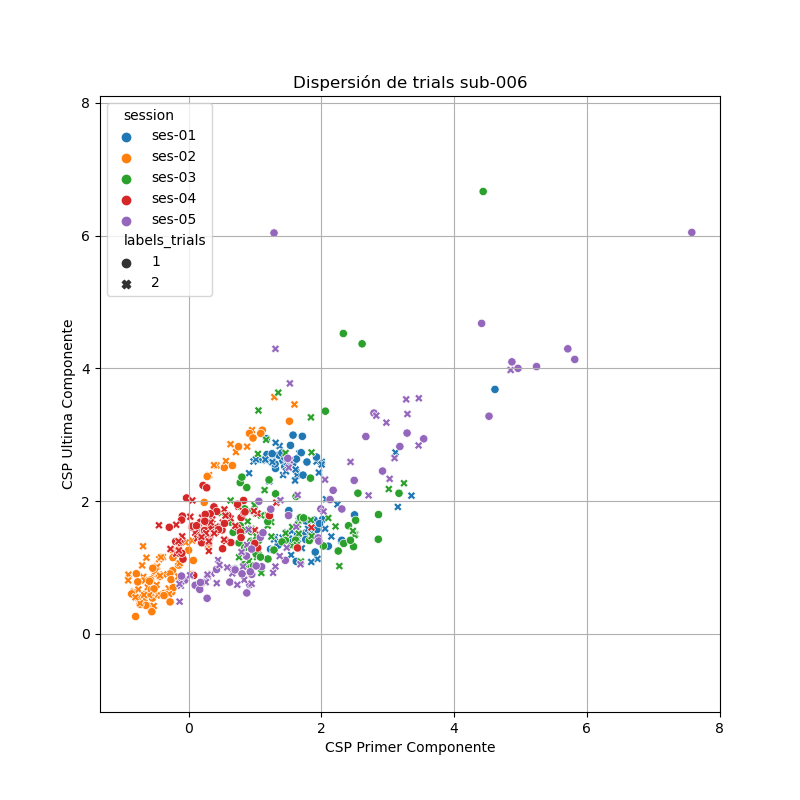 Dispersión de trials sub-006
session
ses-01
ses-02
ses-03
ses-04
ses-05
labels_trials
1
2
8
6
4
2
0
CSP Ultima Componente
0 2 4 6 8
CSP Primer Componente